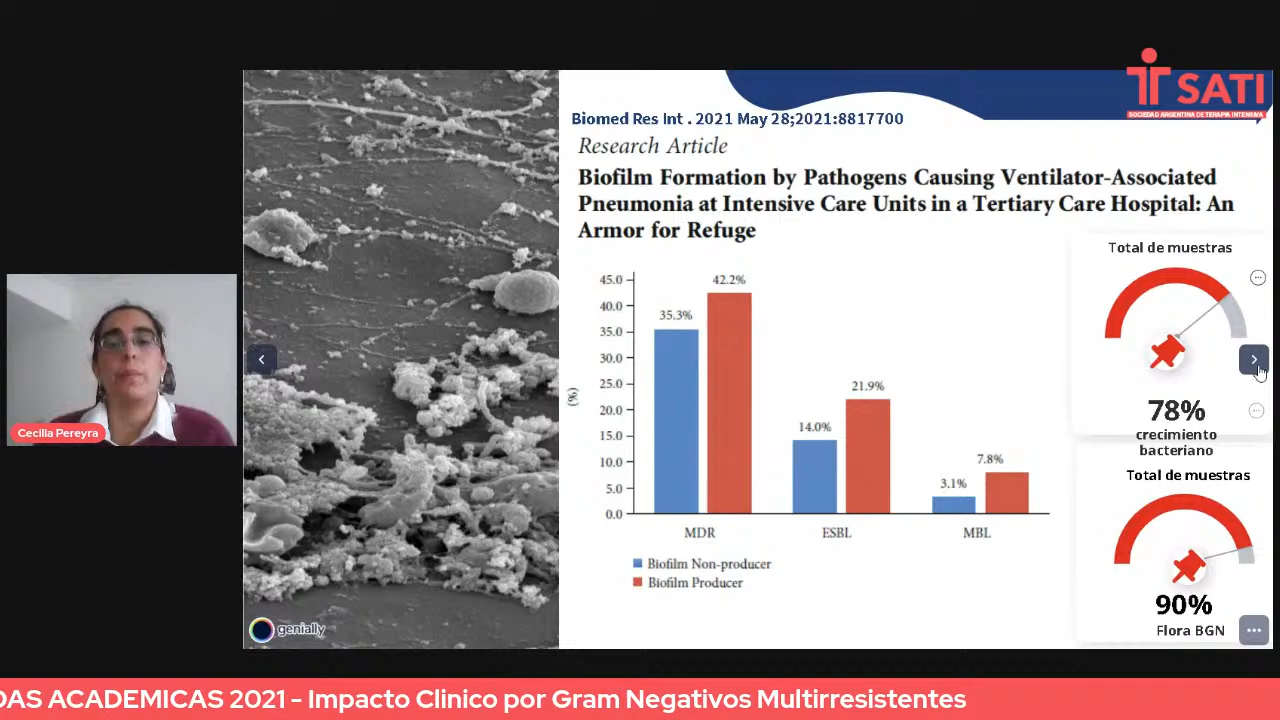 SATI
SOCIEDAD ARGENTINA DE TERAPIA INTENSIVA
Biomed Res Int . 2021 May 28;2021:8817700
Research Article
Biofilm Formation by Pathogens Causing Ventilator-Associated
Pneumonia at Intensive Care Units in a Tertiary Care Hospital: An
Armor for Refuge
(%)
45.0
40.0
35.0
30.0
25.0
20.0
15.0
10.0
5.0
0.0
35.3%
42.2%
14.0%
21.9%
3.1%
7.8%
MDR
ESBL
MBL
Biofilm Non-producer
Biofilm Producer
Total de muestras
78%
crecimiento
bacteriano
Total de muestras
90%
Flora BGN
Cecilia Pereyra
genially
DAS ACADEMICAS 2021 - Impacto Clinico por Gram Negativos Multirresistentes